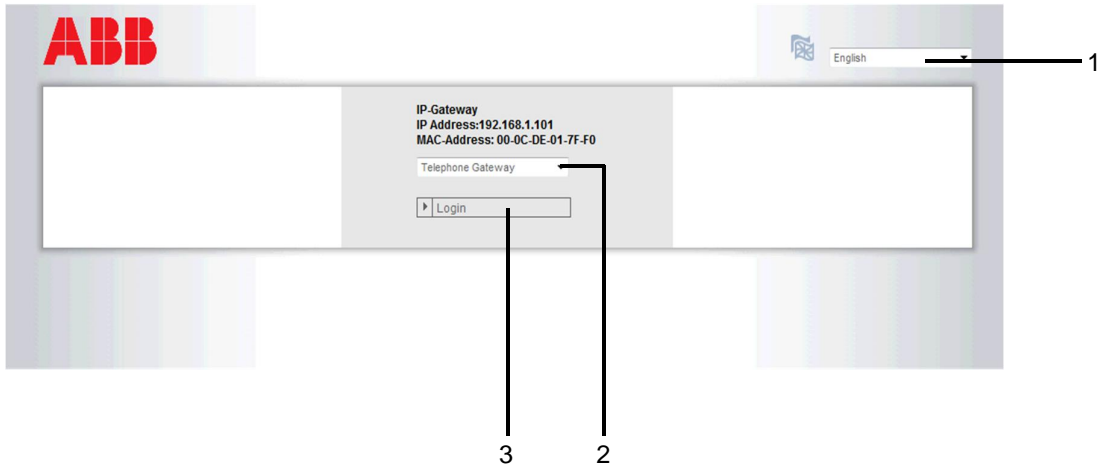 ABB
English
1
IP-Gateway
IP Address:192.168.1.101
MAC-Address: 00-0C-DE-01-7F-F0
Telephone Gateway
Login
3
2